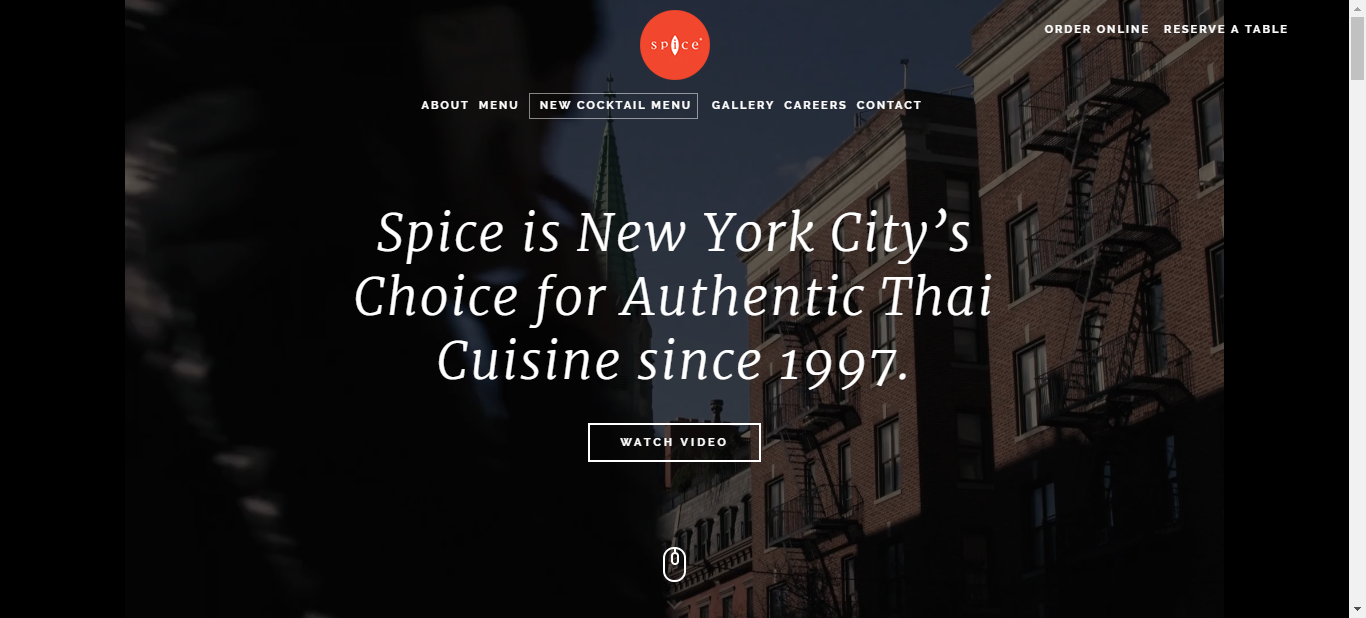 spice
ORDER ONLINE RESERVE A TABLE
ABOUT MENU NEW COCKTAIL MENU GALLERY CAREERS CONTACT
Spice is New York City’s
Choice for Authentic Thai
Cuisine since 1997.
WATCH VIDEO